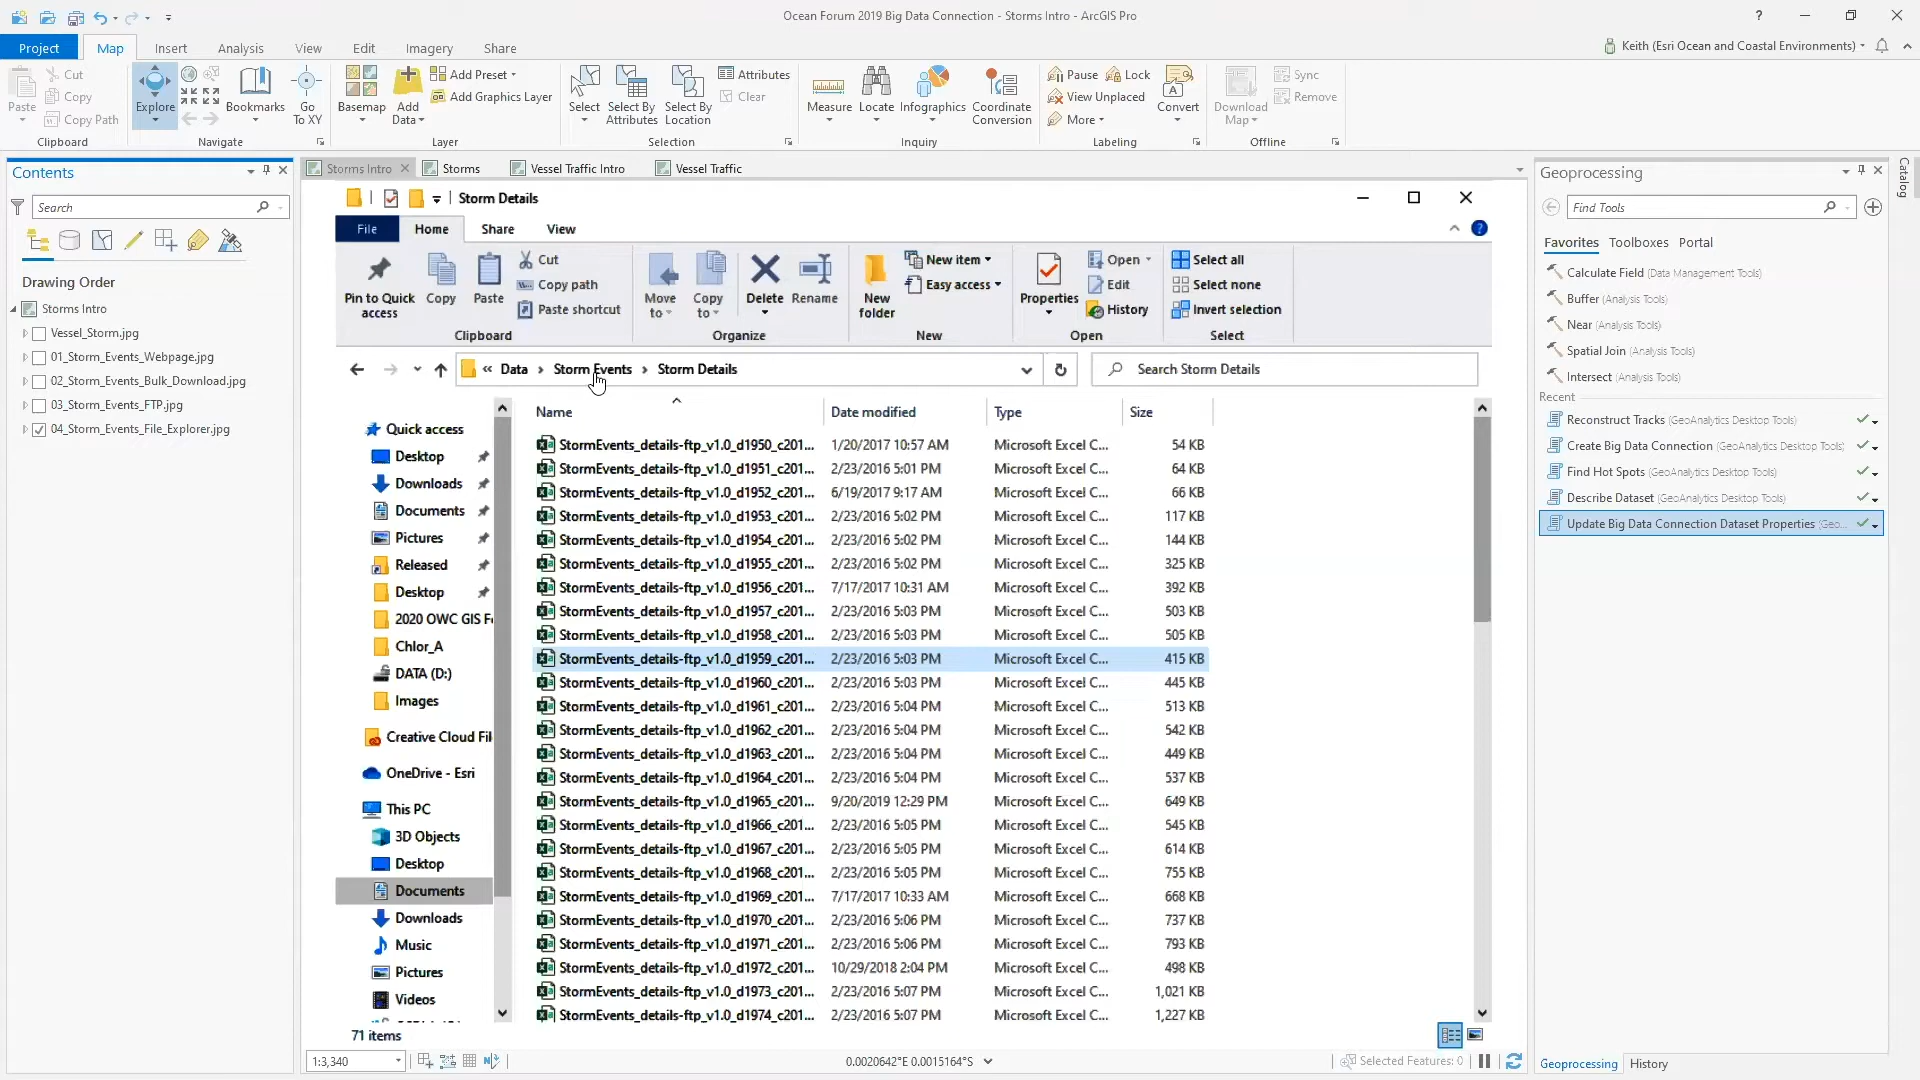 Ocean Forum 2019 Big Data Connection - Storms Intro - ArcGIS Pro
?
Project Map Insert Analysis View Edit Imagery Share
Keith (Esri Ocean and Coastal Environments)
Paste
Cut
Copy
Copy Path
Clipboard
Explore
Bookmarks
Go To XY
Navigate
Basemap
Add Data
Add Preset
Add Graphics Layer
Layer
Select
Select By Attributes
Select By Location
Attributes
Clear
Selection
Measure
Locate
Infographics
Coordinate Conversion
Inquiry
Pause
Lock
View Unplaced
More
Convert
Labeling
Download Map
Sync
Remove
Offline
Contents
Search
Drawing Order
Storms Intro
Vessel_Storm.jpg
01_Storm_Events_Webpage.jpg
02_Storm_Events_Bulk_Download.jpg
03_Storm_Events_FTP.jpg
04_Storm_Events_File_Explorer.jpg
Storms Intro
Storms
Vessel Traffic Intro
Vessel Traffic
Storm Details
File Home Share View
Pin to Quick access
Copy
Paste
Cut
Copy path
Paste shortcut
Clipboard
Move to
Copy to
Delete
Rename
Organize
New folder
New item
Easy access
New
Properties
Open
Edit
History
Open
Select all
Select none
Invert selection
Select
« Data › Storm Events › Storm Details
Search Storm Details
Quick access
Desktop
Downloads
Documents
Pictures
Released
Desktop
2020 OWC GIS F
Chlor_A
DATA (D:)
Images
Creative Cloud Fil
OneDrive - Esri
This PC
3D Objects
Desktop
Documents
Downloads
Music
Pictures
Videos
Name Date modified Type Size
StormEvents_details-ftp_v1.0_d1950_c201... 1/20/2017 10:57 AM Microsoft Excel C... 54 KB
StormEvents_details-ftp_v1.0_d1951_c201... 2/23/2016 5:01 PM Microsoft Excel C... 64 KB
StormEvents_details-ftp_v1.0_d1952_c201... 6/19/2017 9:17 AM Microsoft Excel C... 66 KB
StormEvents_details-ftp_v1.0_d1953_c201... 2/23/2016 5:02 PM Microsoft Excel C... 117 KB
StormEvents_details-ftp_v1.0_d1954_c201... 2/23/2016 5:02 PM Microsoft Excel C... 144 KB
StormEvents_details-ftp_v1.0_d1955_c201... 2/23/2016 5:02 PM Microsoft Excel C... 325 KB
StormEvents_details-ftp_v1.0_d1956_c201... 7/17/2017 10:31 AM Microsoft Excel C... 392 KB
StormEvents_details-ftp_v1.0_d1957_c201... 2/23/2016 5:03 PM Microsoft Excel C... 503 KB
StormEvents_details-ftp_v1.0_d1958_c201... 2/23/2016 5:03 PM Microsoft Excel C... 505 KB
StormEvents_details-ftp_v1.0_d1959_c201... 2/23/2016 5:03 PM Microsoft Excel C... 415 KB
StormEvents_details-ftp_v1.0_d1960_c201... 2/23/2016 5:03 PM Microsoft Excel C... 445 KB
StormEvents_details-ftp_v1.0_d1961_c201... 2/23/2016 5:04 PM Microsoft Excel C... 513 KB
StormEvents_details-ftp_v1.0_d1962_c201... 2/23/2016 5:04 PM Microsoft Excel C... 542 KB
StormEvents_details-ftp_v1.0_d1963_c201... 2/23/2016 5:04 PM Microsoft Excel C... 449 KB
StormEvents_details-ftp_v1.0_d1964_c201... 2/23/2016 5:04 PM Microsoft Excel C... 537 KB
StormEvents_details-ftp_v1.0_d1965_c201... 9/20/2019 12:29 PM Microsoft Excel C... 649 KB
StormEvents_details-ftp_v1.0_d1966_c201... 2/23/2016 5:05 PM Microsoft Excel C... 545 KB
StormEvents_details-ftp_v1.0_d1967_c201... 2/23/2016 5:05 PM Microsoft Excel C... 614 KB
StormEvents_details-ftp_v1.0_d1968_c201... 2/23/2016 5:05 PM Microsoft Excel C... 755 KB
StormEvents_details-ftp_v1.0_d1969_c201... 7/17/2017 10:33 AM Microsoft Excel C... 668 KB
StormEvents_details-ftp_v1.0_d1970_c201... 2/23/2016 5:06 PM Microsoft Excel C... 737 KB
StormEvents_details-ftp_v1.0_d1971_c201... 2/23/2016 5:06 PM Microsoft Excel C... 793 KB
StormEvents_details-ftp_v1.0_d1972_c201... 10/29/2018 2:04 PM Microsoft Excel C... 498 KB
StormEvents_details-ftp_v1.0_d1973_c201... 2/23/2016 5:07 PM Microsoft Excel C... 1,021 KB
StormEvents_details-ftp_v1.0_d1974_c201... 2/23/2016 5:07 PM Microsoft Excel C... 1,227 KB
71 items
1:3,340
0.0020642°E 0.0015164°S
Selected Features: 0
Geoprocessing
Find Tools
Favorites Toolboxes Portal
Calculate Field (Data Management Tools)
Buffer (Analysis Tools)
Near (Analysis Tools)
Spatial Join (Analysis Tools)
Intersect (Analysis Tools)
Recent
Reconstruct Tracks (GeoAnalytics Desktop Tools)
Create Big Data Connection (GeoAnalytics Desktop Tools)
Find Hot Spots (GeoAnalytics Desktop Tools)
Describe Dataset (GeoAnalytics Desktop Tools)
Update Big Data Connection Dataset Properties (Geo...
Geoprocessing History
Catalog